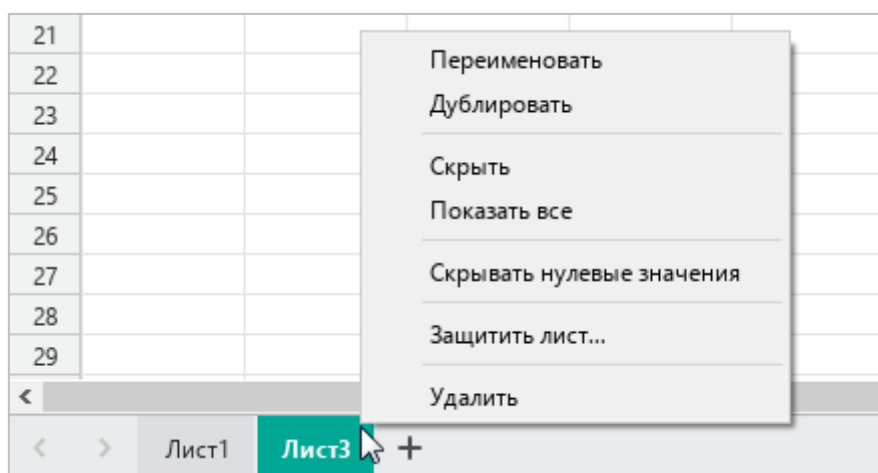 21
22
23
24
25
26
27
28
29
Переименовать
Дублировать
Скрыть
Показать все
Скрывать нулевые значения
Защитить лист...
Удалить
Лист1 Лист3 +